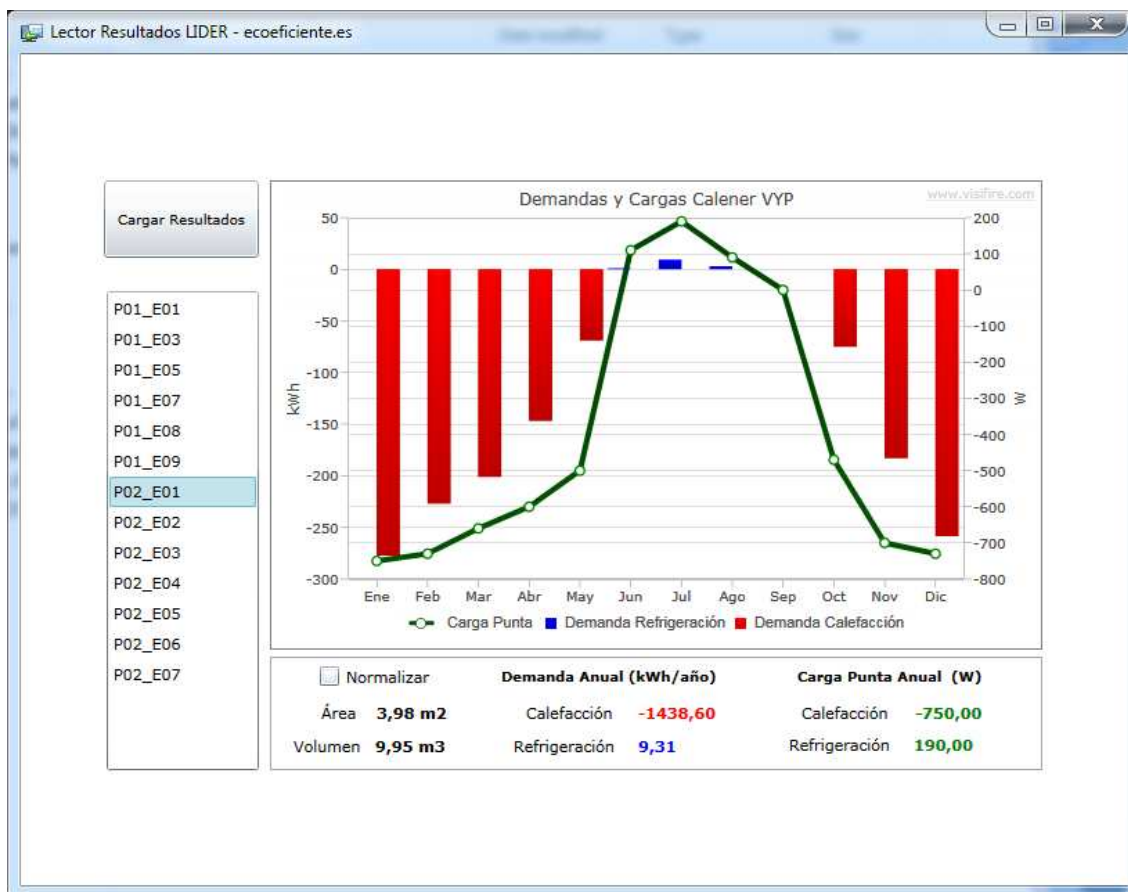 Lector Resultados LIDER - ecoeficiente.es
Date modified Type Size
Cargar Resultados
P01_E01
P01_E03
P01_E05
P01_E07
P01_E08
P01_E09
P02_E01
P02_E02
P02_E03
P02_E04
P02_E05
P02_E06
P02_E07
Demandas y Cargas Calener VYP
www.visifire.com
50
0
-50
-100
-150
-200
-250
-300
kWh
200
100
0
-100
-200
-300
-400
-500
-600
-700
-800
W
Ene Feb Mar Abr May Jun Jul Ago Sep Oct Nov Dic
Carga Punta Demanda Refrigeración Demanda Calefacción
Normalizar Demanda Anual (kWh/año) Carga Punta Anual (W)
Área 3,98 m2 Calefacción -1438,60 Calefacción -750,00
Volumen 9,95 m3 Refrigeración 9,31 Refrigeración 190,00